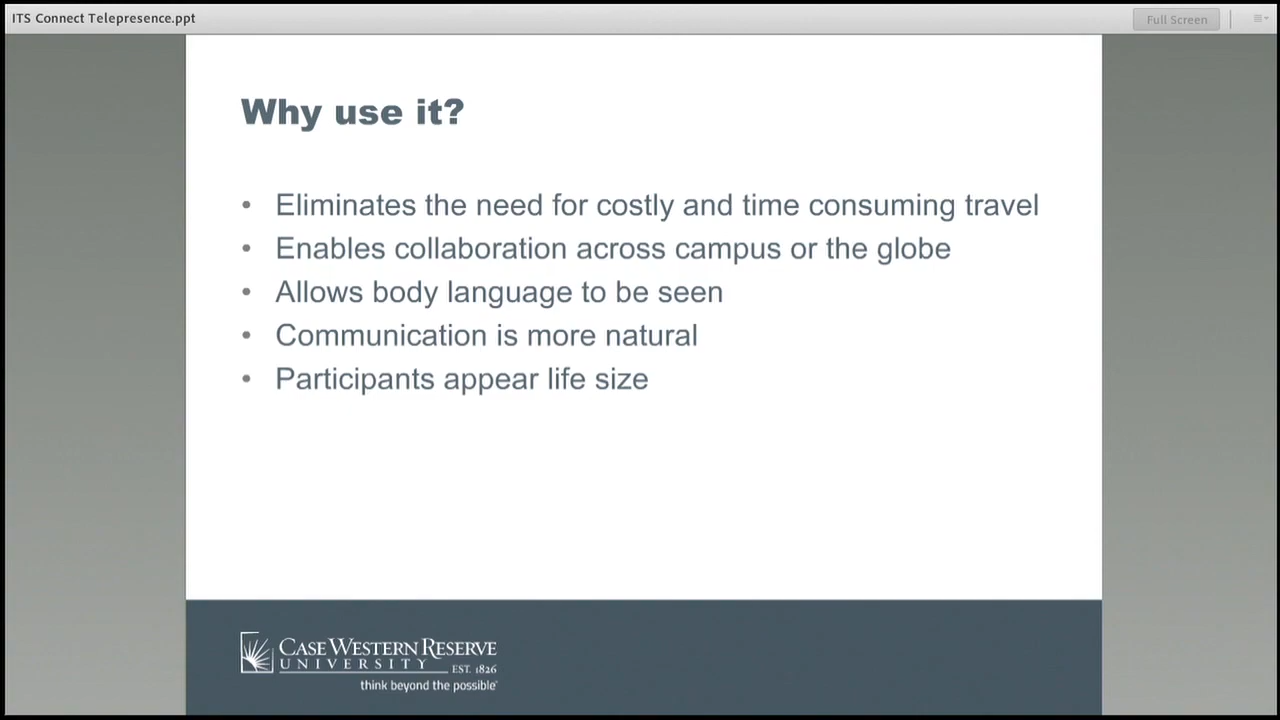 ITS Connect Telepresence.ppt
Full Screen
Why use it?
• Eliminates the need for costly and time consuming travel
• Enables collaboration across campus or the globe
• Allows body language to be seen
• Communication is more natural
• Participants appear life size
CASE WESTERN RESERVE
UNIVERSITY
EST. 1826
think beyond the possible®